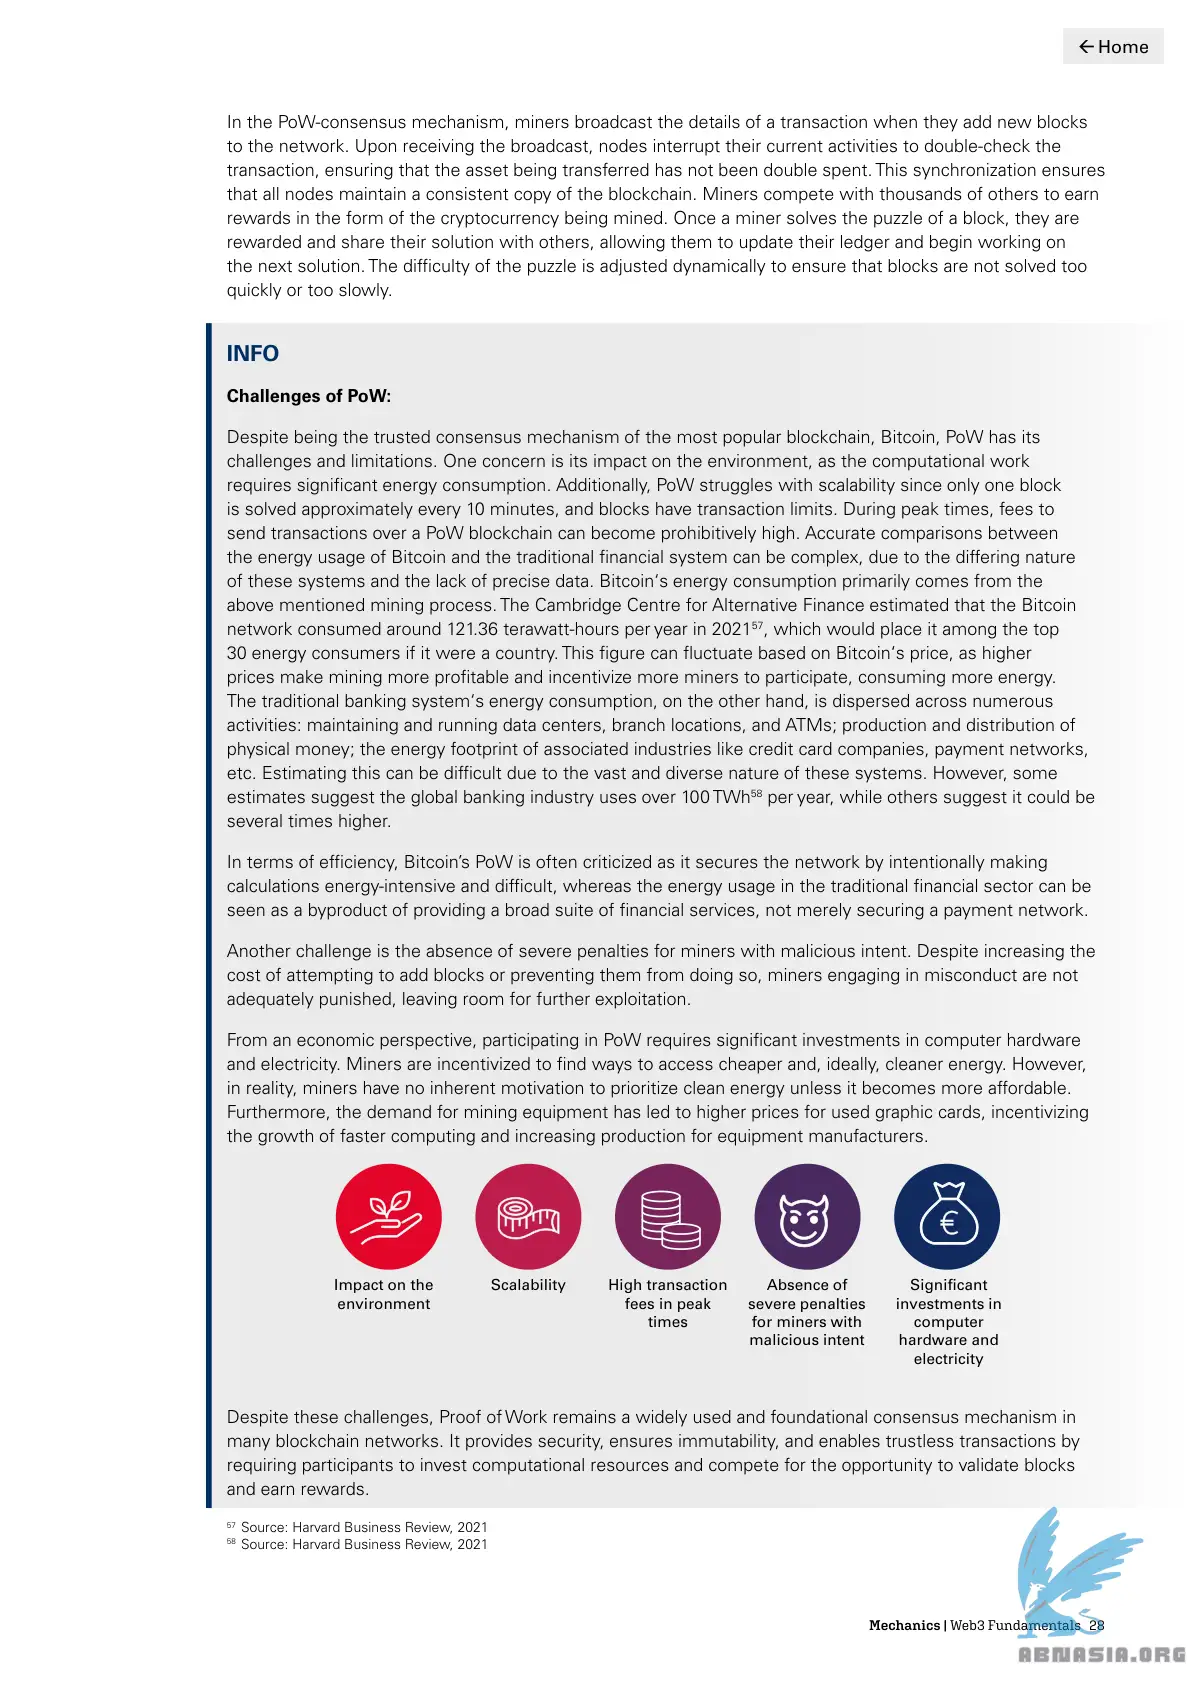 ← Home
In the PoW-consensus mechanism, miners broadcast the details of a transaction when they add new blocks
to the network. Upon receiving the broadcast, nodes interrupt their current activities to double-check the
transaction, ensuring that the asset being transferred has not been double spent. This synchronization ensures
that all nodes maintain a consistent copy of the blockchain. Miners compete with thousands of others to earn
rewards in the form of the cryptocurrency being mined. Once a miner solves the puzzle of a block, they are
rewarded and share their solution with others, allowing them to update their ledger and begin working on
the next solution. The difficulty of the puzzle is adjusted dynamically to ensure that blocks are not solved too
quickly or too slowly.
INFO
Challenges of PoW:
Despite being the trusted consensus mechanism of the most popular blockchain, Bitcoin, PoW has its
challenges and limitations. One concern is its impact on the environment, as the computational work
requires significant energy consumption. Additionally, PoW struggles with scalability since only one block
is solved approximately every 10 minutes, and blocks have transaction limits. During peak times, fees to
send transactions over a PoW blockchain can become prohibitively high. Accurate comparisons between
the energy usage of Bitcoin and the traditional financial system can be complex, due to the differing nature
of these systems and the lack of precise data. Bitcoin‘s energy consumption primarily comes from the
above mentioned mining process. The Cambridge Centre for Alternative Finance estimated that the Bitcoin
network consumed around 121.36 terawatt-hours per year in 2021⁵⁷, which would place it among the top
30 energy consumers if it were a country. This figure can fluctuate based on Bitcoin‘s price, as higher
prices make mining more profitable and incentivize more miners to participate, consuming more energy.
The traditional banking system‘s energy consumption, on the other hand, is dispersed across numerous
activities: maintaining and running data centers, branch locations, and ATMs; production and distribution of
physical money; the energy footprint of associated industries like credit card companies, payment networks,
etc. Estimating this can be difficult due to the vast and diverse nature of these systems. However, some
estimates suggest the global banking industry uses over 100 TWh⁵⁸ per year, while others suggest it could be
several times higher.
In terms of efficiency, Bitcoin’s PoW is often criticized as it secures the network by intentionally making
calculations energy-intensive and difficult, whereas the energy usage in the traditional financial sector can be
seen as a byproduct of providing a broad suite of financial services, not merely securing a payment network.
Another challenge is the absence of severe penalties for miners with malicious intent. Despite increasing the
cost of attempting to add blocks or preventing them from doing so, miners engaging in misconduct are not
adequately punished, leaving room for further exploitation.
From an economic perspective, participating in PoW requires significant investments in computer hardware
and electricity. Miners are incentivized to find ways to access cheaper and, ideally, cleaner energy. However,
in reality, miners have no inherent motivation to prioritize clean energy unless it becomes more affordable.
Furthermore, the demand for mining equipment has led to higher prices for used graphic cards, incentivizing
the growth of faster computing and increasing production for equipment manufacturers.
€
Impact on the
environment
Scalability
High transaction
fees in peak
times
Absence of
severe penalties
for miners with
malicious intent
Significant
investments in
computer
hardware and
electricity
Despite these challenges, Proof of Work remains a widely used and foundational consensus mechanism in
many blockchain networks. It provides security, ensures immutability, and enables trustless transactions by
requiring participants to invest computational resources and compete for the opportunity to validate blocks
and earn rewards.
⁵⁷ Source: Harvard Business Review, 2021
⁵⁸ Source: Harvard Business Review, 2021
Mechanics | Web3 Fundamentals 28
ABNASIA.ORG